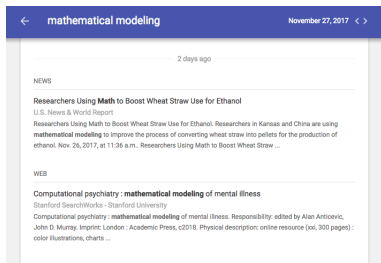 mathematical modeling
November 27, 2017
2 days ago
NEWS
Researchers Using Math to Boost Wheat Straw Use for Ethanol
U.S. News & World Report
Researchers Using Math to Boost Wheat Straw Use for Ethanol. Researchers in Kansas and China are using
mathematical modeling to improve the process of converting wheat straw into pellets for the production of
ethanol. Nov. 26, 2017, at 11:36 a.m.. Researchers Using Math to Boost Wheat Straw ...
WEB
Computational psychiatry : mathematical modeling of mental illness
Stanford SearchWorks - Stanford University
Computational psychiatry : mathematical modeling of mental illness. Responsibility: edited by Alan Anticevic,
John D. Murray. Imprint: London : Academic Press, c2018. Physical description: online resource (xxi, 300 pages) :
color illustrations, charts ...